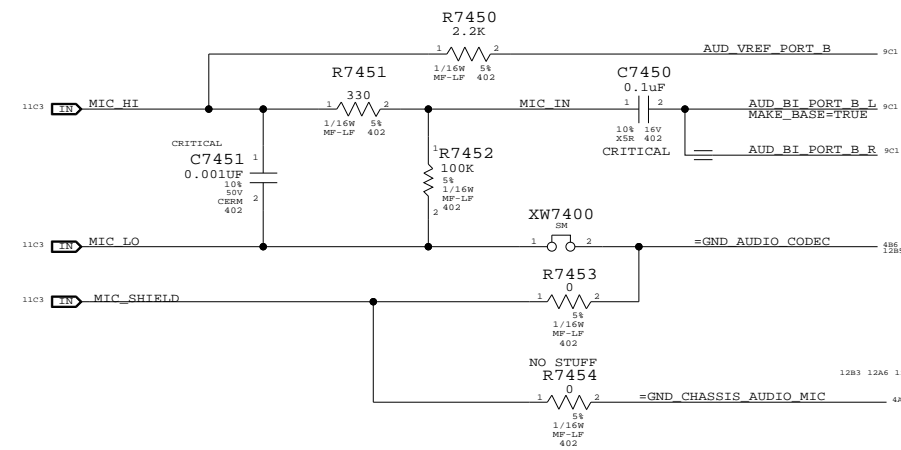 R7450
2.2K
1 2
1/16W 5%
MF-LF 402
AUD_VREF_PORT_B
9C1
R7451
330
1 2
1/16W 5%
MF-LF 402
C7450
0.1uF
1 2
10% 16V
X5R 402
CRITICAL
11C3 IN MIC_HI
MIC_IN
AUD_BI_PORT_B_L
MAKE_BASE=TRUE
9C1
AUD_BI_PORT_B_R
9C1
CRITICAL
C7451
0.001UF
10%
50V
CERM
402
1
2
R7452
100K
5%
1/16W
MF-LF
402
1
2
XW7400
SM
1 2
11C3 IN MIC_LO
=GND_AUDIO_CODEC
4B6
12B5
R7453
0
1 2
5%
1/16W
MF-LF
402
11C3 IN MIC_SHIELD
NO STUFF
R7454
0
1 2
5%
1/16W
MF-LF
402
12B3 12A6 1
=GND_CHASSIS_AUDIO_MIC